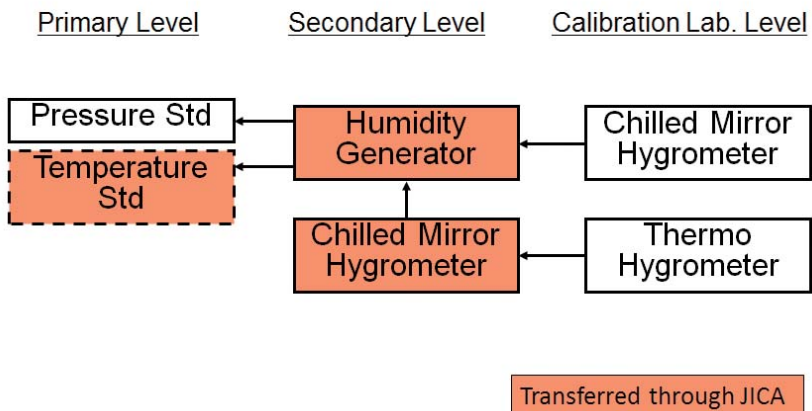 Primary Level
Secondary Level
Calibration Lab. Level
Pressure Std
Temperature
Std
Humidity
Generator
Chilled Mirror
Hygrometer
Chilled Mirror
Hygrometer
Thermo
Hygrometer
Transferred through JICA